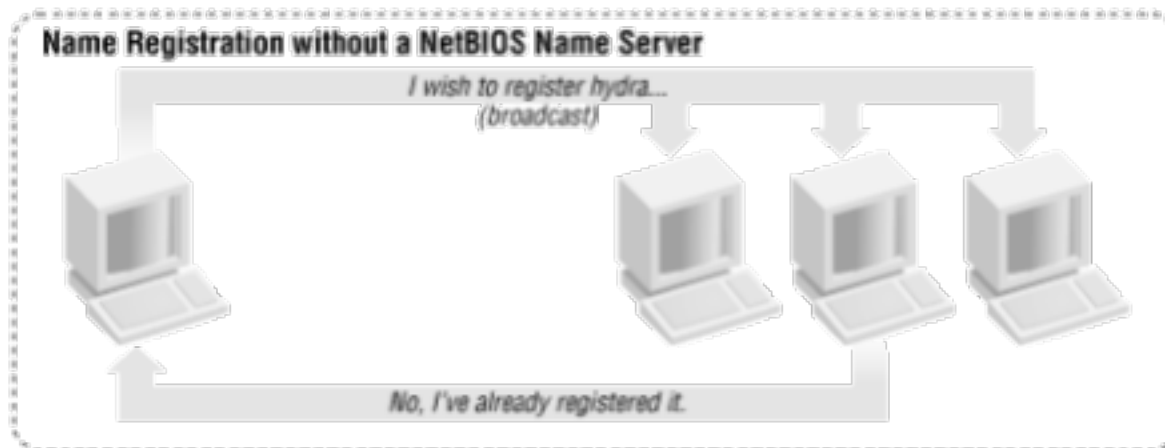 Name Registration without a NetBIOS Name Server
I wish to register hydra...
(broadcast)
No, I've already registered it.